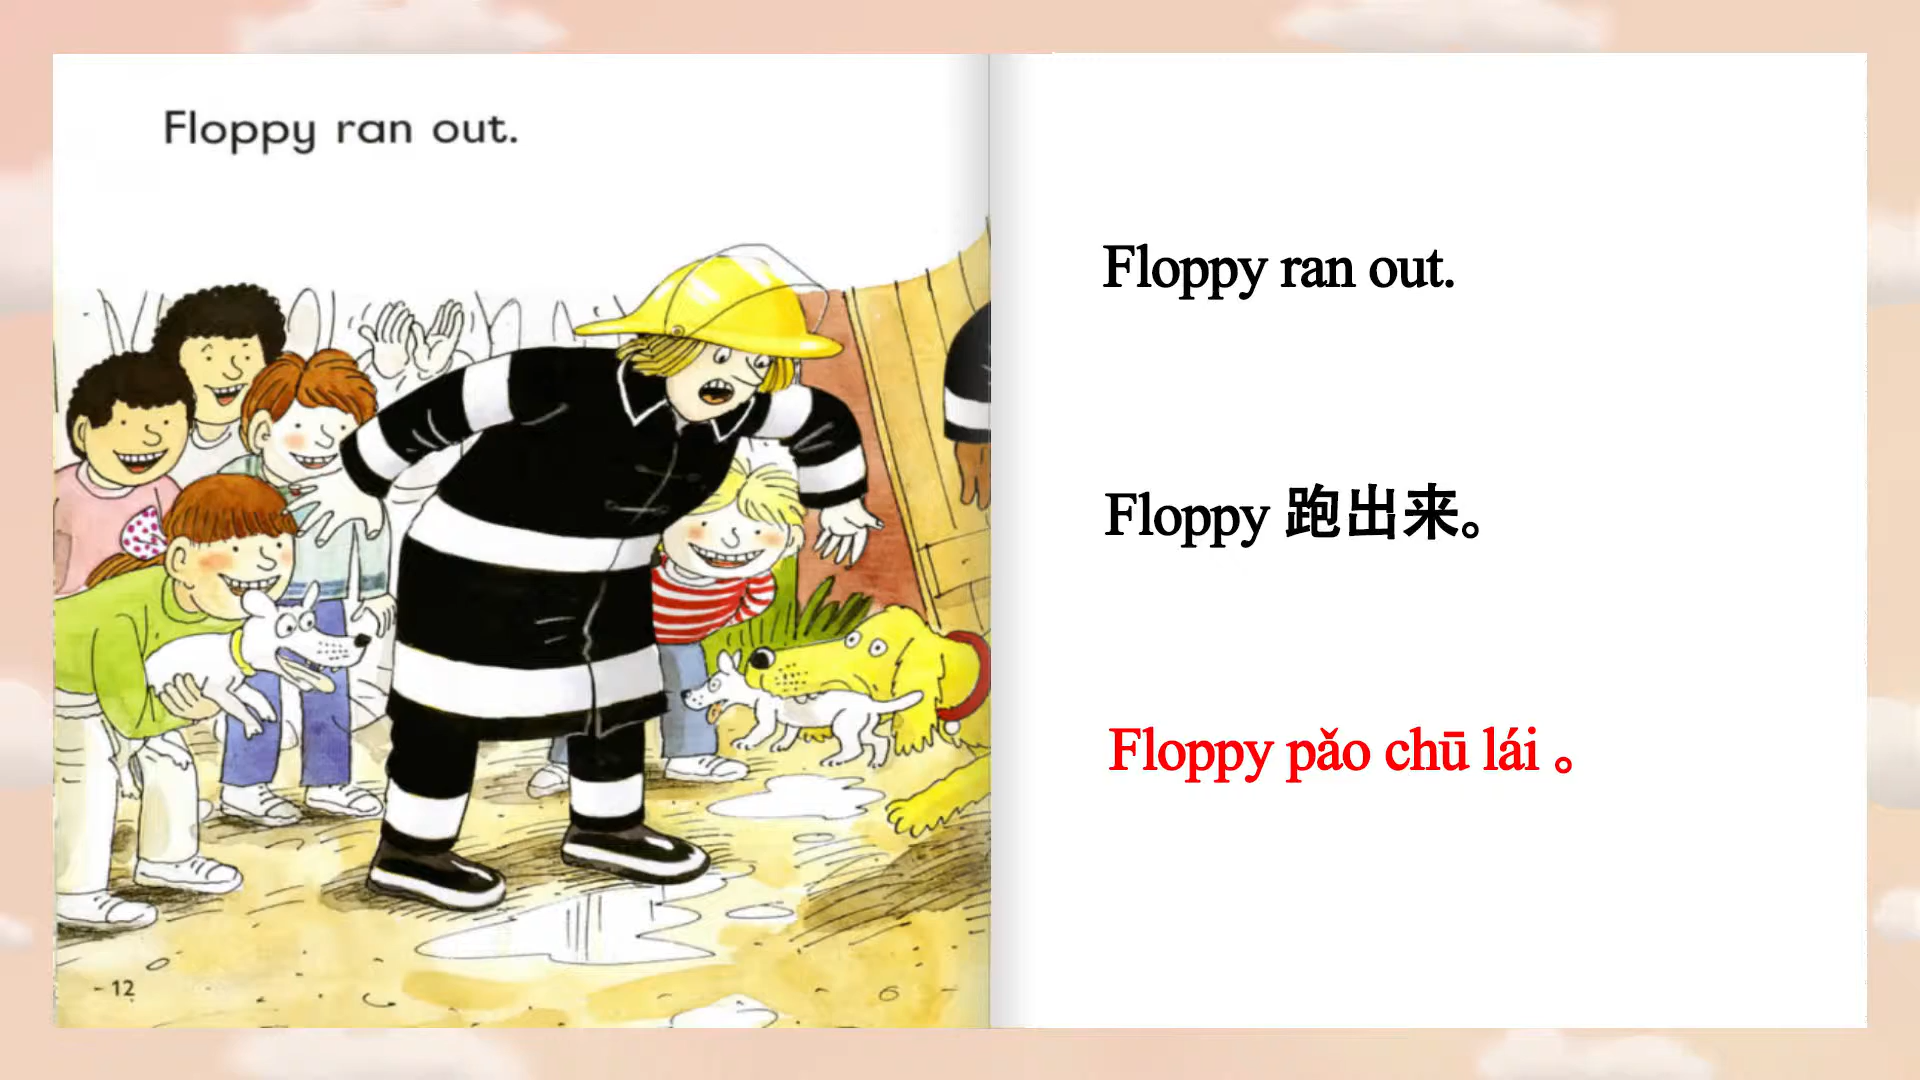 Floppy ran out.
- 12
Floppy ran out.
Floppy 跑出来。
Floppy pǎo chū lái 。